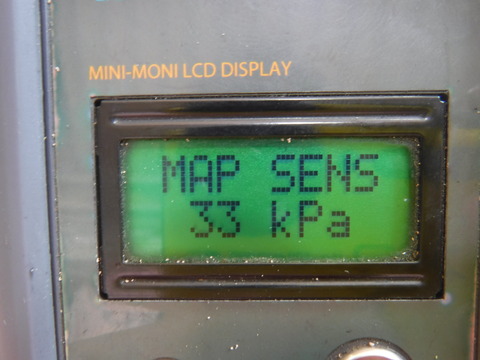 MINI-MONI LCD DISPLAY
MAP SENS
33 kPa